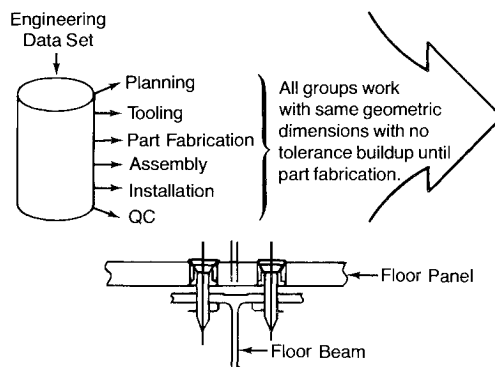 Engineering
Data Set
Planning
Tooling
Part Fabrication
Assembly
Installation
QC
All groups work
with same geometric
dimensions with no
tolerance buildup until
part fabrication.
Floor Panel
Floor Beam